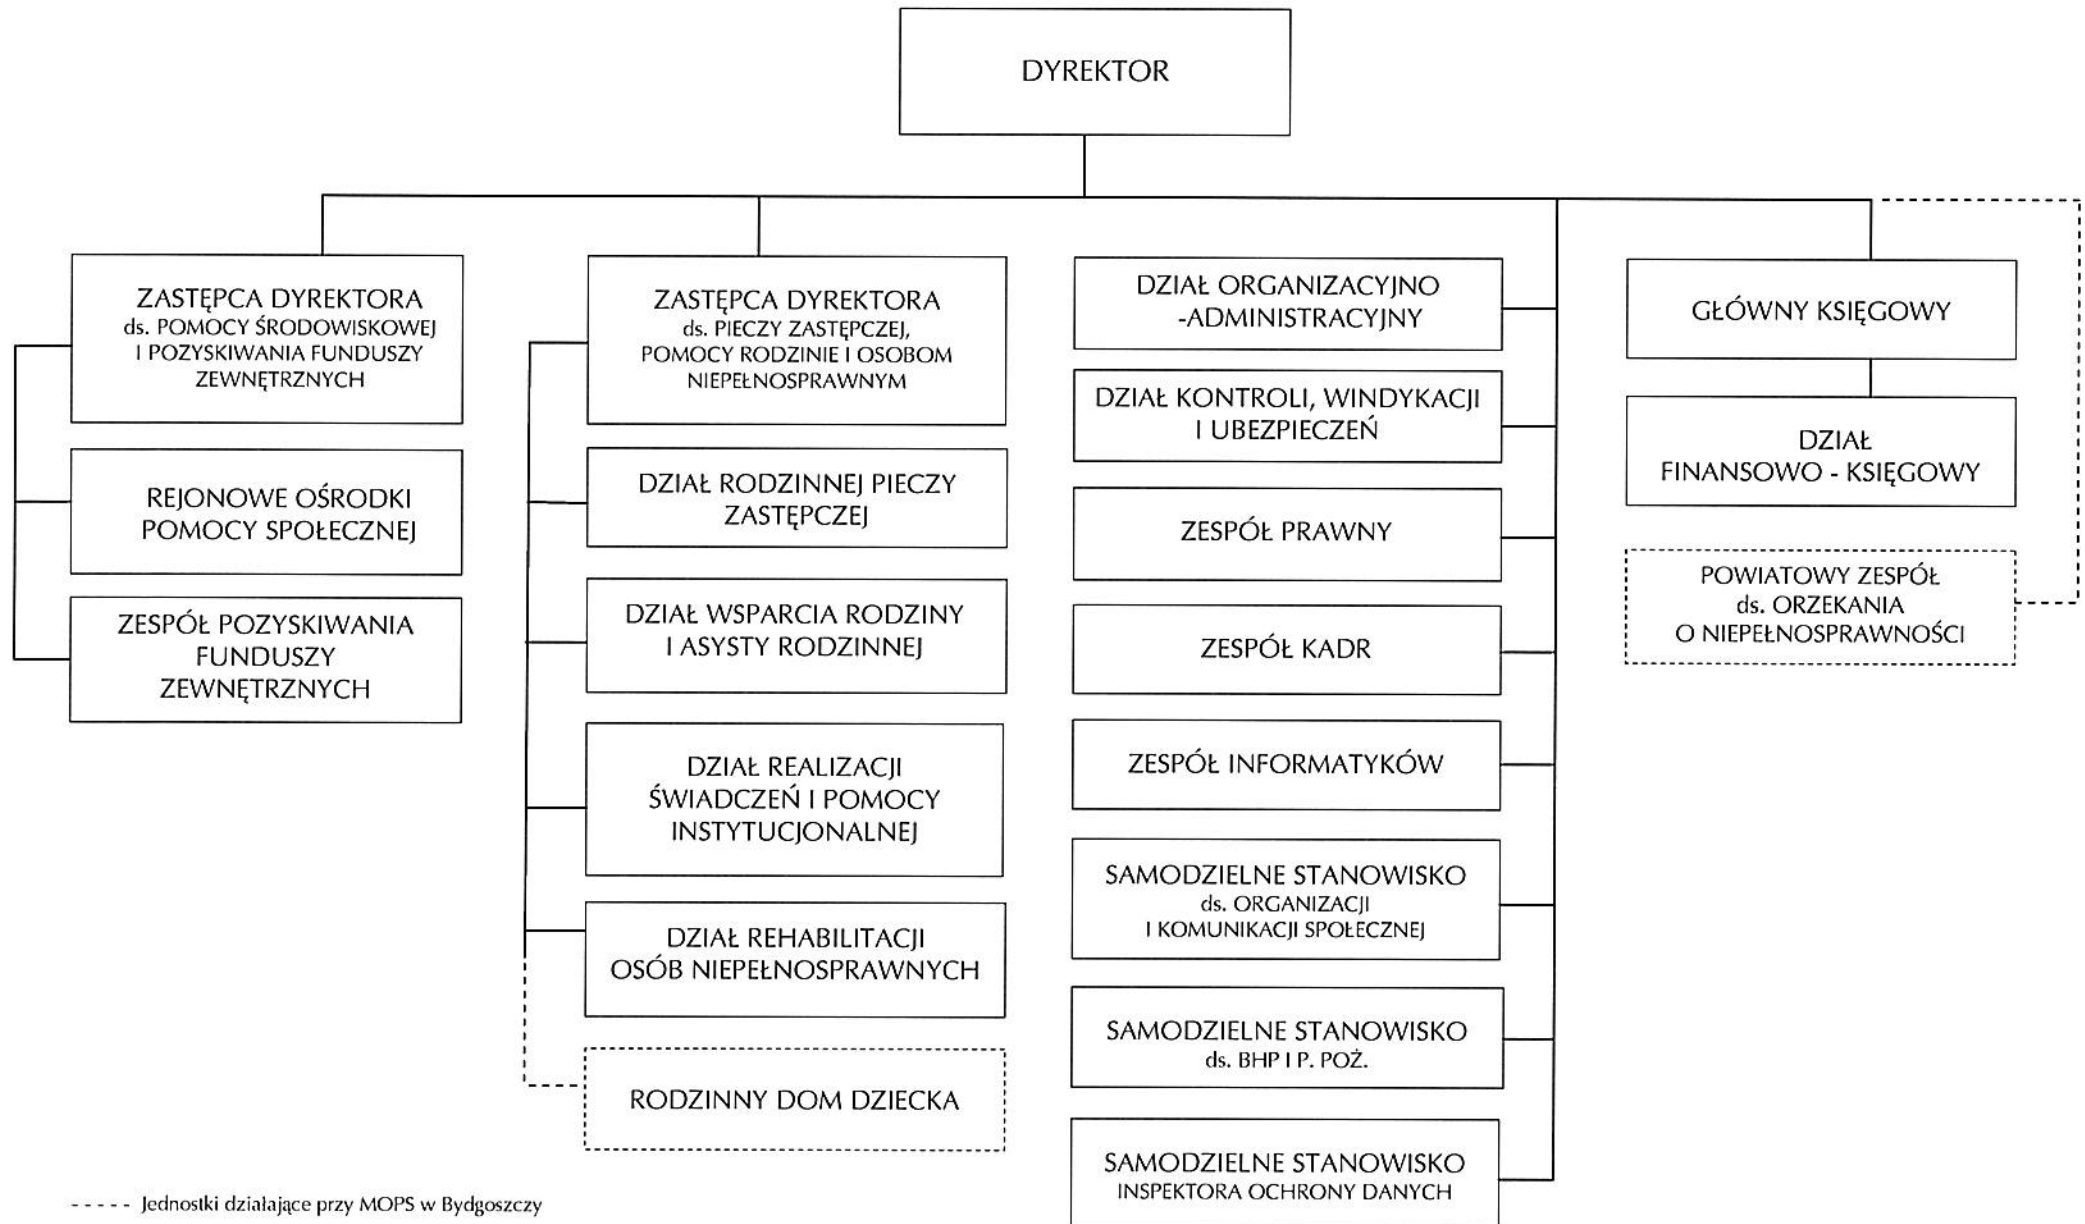 DYREKTOR
ZASTĘPCA DYREKTORA
ds. POMOCY ŚRODOWISKOWEJ
I POZYSKIWANIA FUNDUSZY
ZEWNĘTRZNYCH
REJONOWE OŚRODKI
POMOCY SPOŁECZNEJ
ZESPÓŁ POZYSKIWANIA
FUNDUSZY
ZEWNĘTRZNYCH
ZASTĘPCA DYREKTORA
ds. PIECZY ZASTĘPCZEJ,
POMOCY RODZINIE I OSOBOM
NIEPEŁNOSPRAWNYM
DZIAŁ RODZINNEJ PIECZY
ZASTĘPCZEJ
DZIAŁ WSPARCIA RODZINY
I ASYSTY RODZINNEJ
DZIAŁ REALIZACJI
ŚWIADCZEŃ I POMOCY
INSTYTUCJONALNEJ
DZIAŁ REHABILITACJI
OSÓB NIEPEŁNOSPRAWNYCH
RODZINNY DOM DZIECKA
DZIAŁ ORGANIZACYJNO
-ADMINISTRACYJNY
DZIAŁ KONTROLI, WINDYKACJI
I UBEZPIECZEŃ
ZESPÓŁ PRAWNY
ZESPÓŁ KADR
ZESPÓŁ INFORMATYKÓW
SAMODZIELNE STANOWISKO
ds. ORGANIZACJI
I KOMUNIKACJI SPOŁECZNEJ
SAMODZIELNE STANOWISKO
ds. BHP I P. POŻ.
SAMODZIELNE STANOWISKO
INSPEKTORA OCHRONY DANYCH
GŁÓWNY KSIĘGOWY
DZIAŁ
FINANSOWO - KSIĘGOWY
POWIATOWY ZESPÓŁ
ds. ORZEKANIA
O NIEPEŁNOSPRAWNOŚCI
----- Jednostki działające przy MOPS w Bydgoszczy